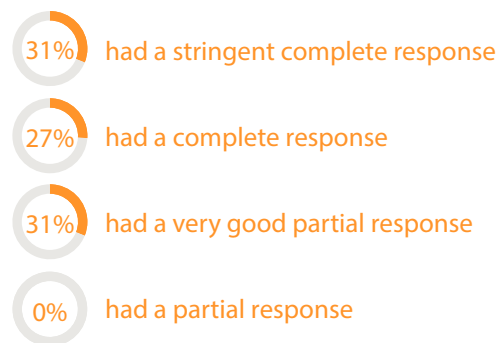 31% had a stringent complete response
27% had a complete response
31% had a very good partial response
0% had a partial response